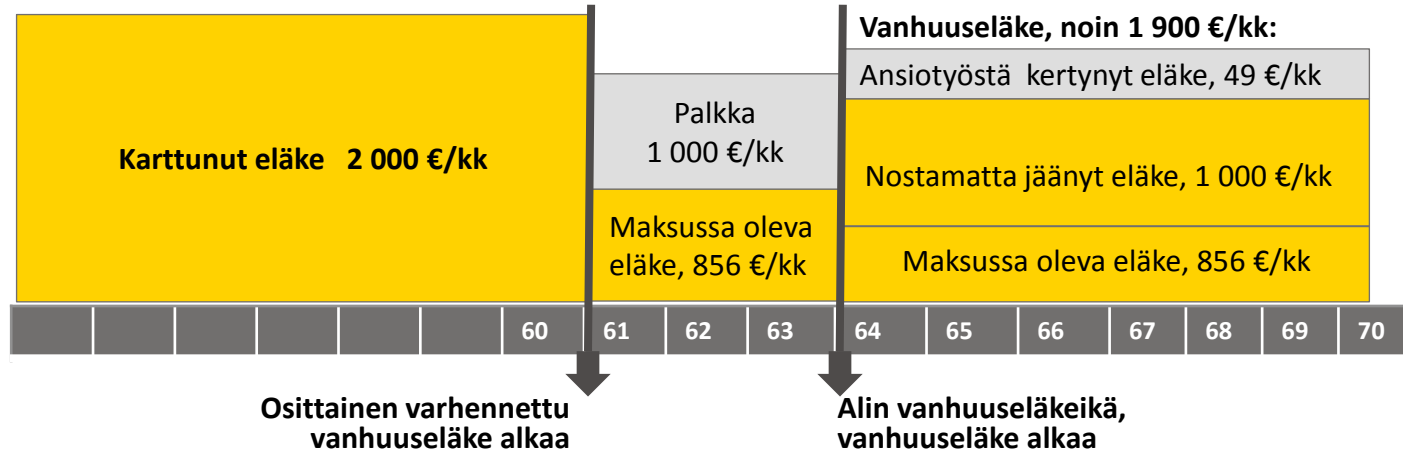 Karttunut eläke 2 000 €/kk
Palkka
1 000 €/kk
Maksussa oleva
eläke, 856 €/kk
Vanhuuseläke, noin 1 900 €/kk:
Ansiotyöstä kertynyt eläke, 49 €/kk
Nostamatta jäänyt eläke, 1 000 €/kk
Maksussa oleva eläke, 856 €/kk
60 61 62 63 64 65 66 67 68 69 70
Osittainen varhennettu
vanhuuseläke alkaa
Alin vanhuuseläkeikä,
vanhuuseläke alkaa